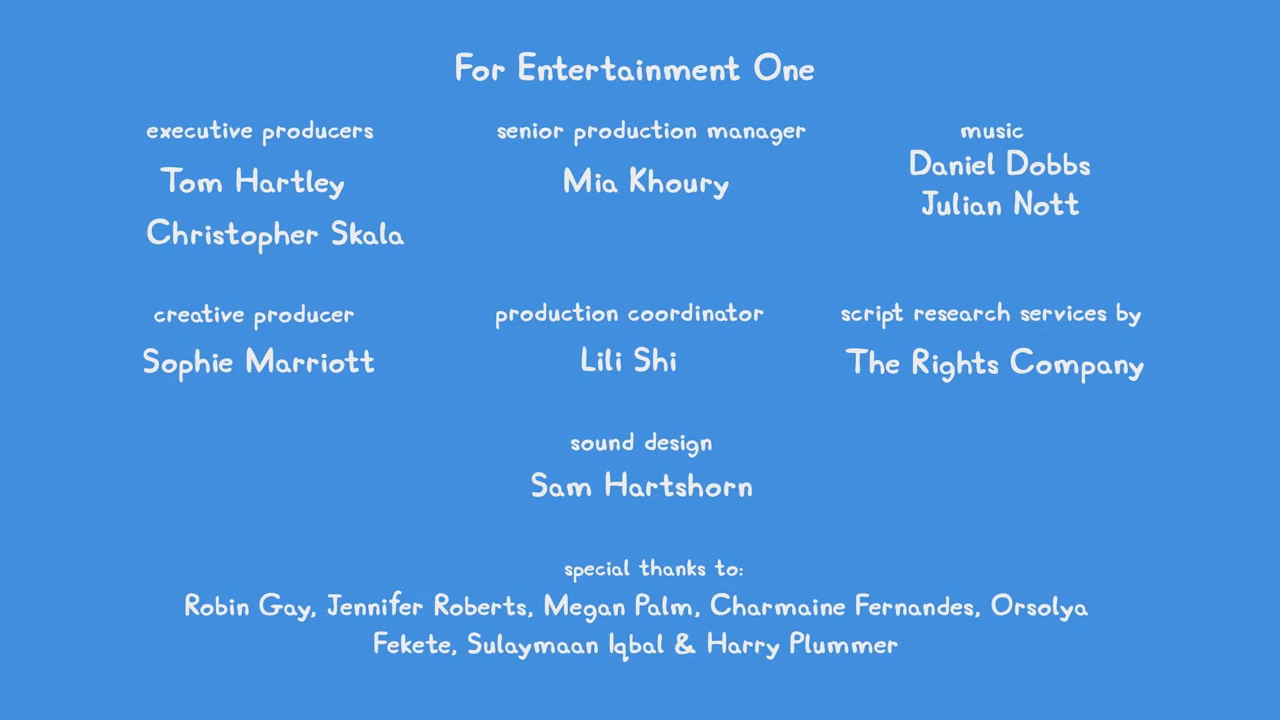 For Entertainment One
executive producers
Tom Hartley
Christopher Skala
senior production manager
Mia Khoury
music
Daniel Dobbs
Julian Nott
creative producer
Sophie Marriott
production coordinator
Lili Shi
script research services by
The Rights Company
sound design
Sam Hartshorn
special thanks to:
Robin Gay, Jennifer Roberts, Megan Palm, Charmaine Fernandes, Orsolya
Fekete, Sulaymaan Iqbal & Harry Plummer